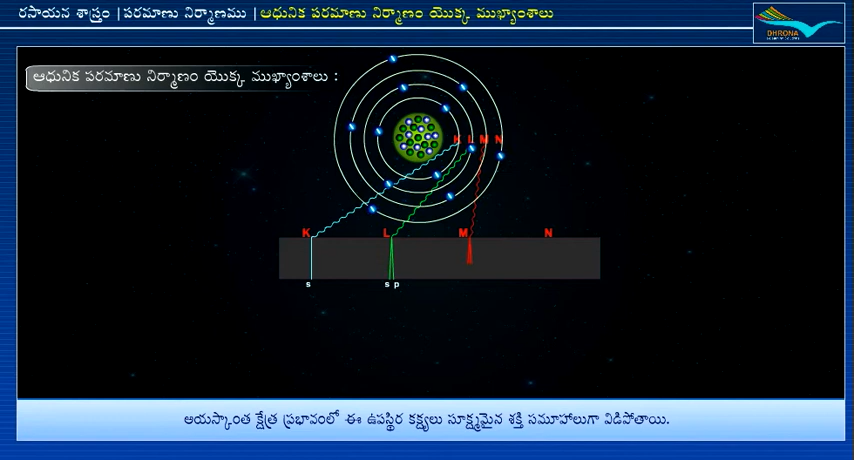 రసాయన శాస్త్రం | పరమాణు నిర్మాణము | ఆధునిక పరమాణు నిర్మాణం యొక్క ముఖ్యాంశాలు
DHRONA
ఆధునిక పరమాణు నిర్మాణం యొక్క ముఖ్యాంశాలు :
K L M N
K L M N
s s p
అయస్కాంత క్షేత్ర ప్రభావంలో ఈ ఉపస్థిర కక్ష్యలు సూక్ష్మమైన శక్తి సమూహాలుగా విడిపోతాయి.